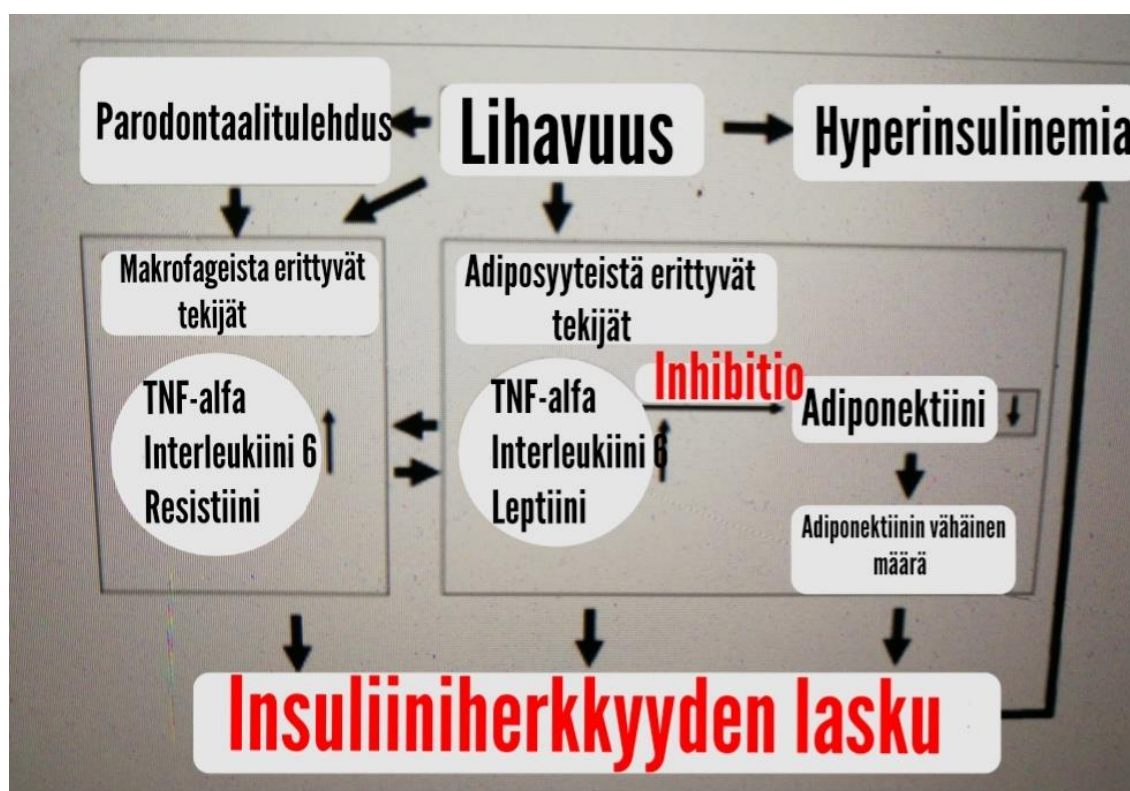 Parodontaalitulehdus
Lihavuus
Hyperinsulinemia
Makrofageista erittyvät
tekijät
Adiposyyteistä erittyvät
tekijät
TNF-alfa
Interleukiini 6
Resistiini
TNF-alfa
Interleukiini 6
Leptiini
Inhibitio
Adiponektiini
Adiponektiinin vähäinen
määrä
Insuliiniherkkyyden lasku